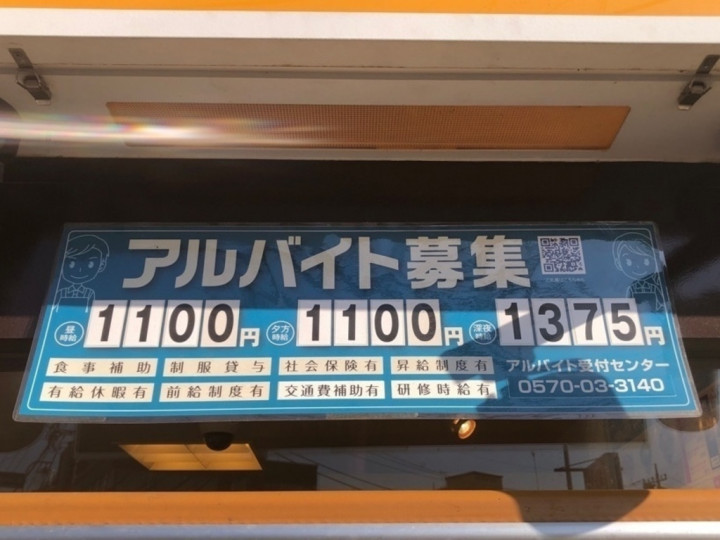 アルバイト募集
昼時給 1100円 夕方時給 1100円 深夜時給 1375円
食事補助 制服貸与 社会保険有 昇給制度有 アルバイト受付センター
有給休暇有 前給制度有 交通費補助有 研修時給有 0570-03-3140